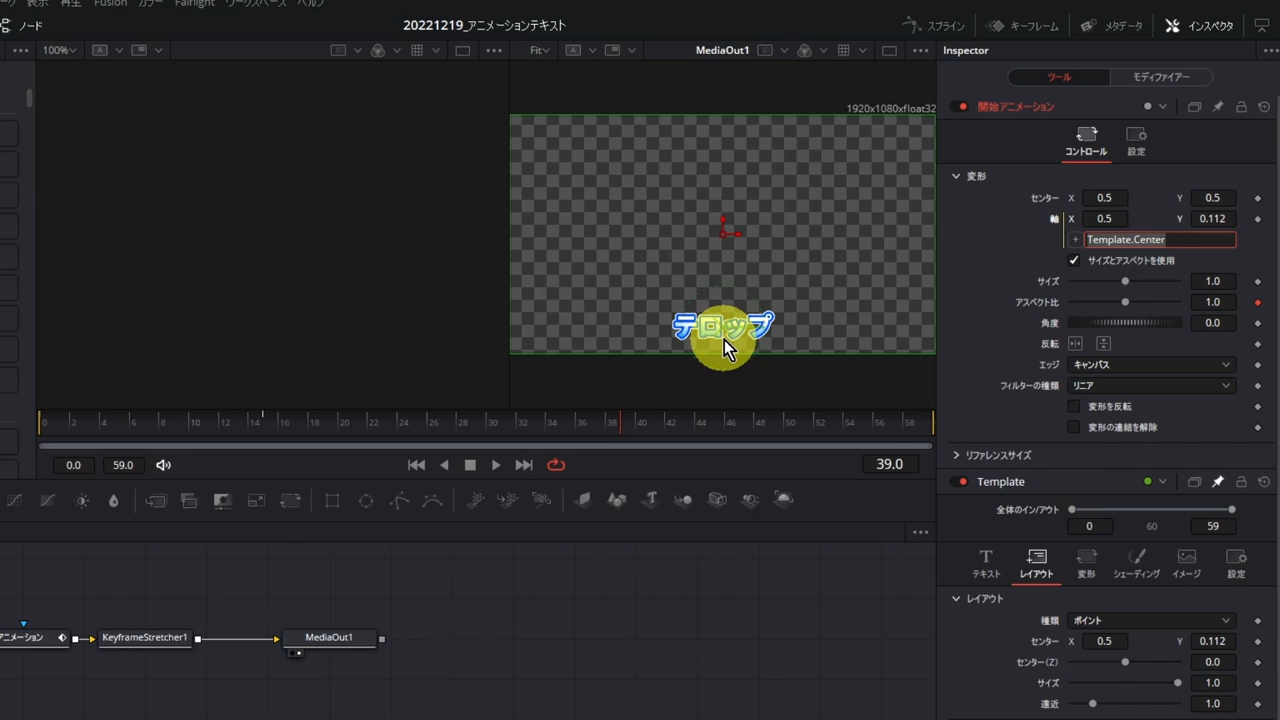 表示 再生 Fusion カラー Fairlight ワークスペース ヘルプ
ノード 20221219_アニメーションテキスト スプライン キーフレーム メタデータ インスペクタ
100% Fit MediaOut1 Inspector
ツール モディファイアー
1920x1080xfloat32 開始アニメーション
コントロール 設定
変形
センター X 0.5 Y 0.5
軸 X 0.5 Y 0.112
+ Template.Center
サイズとアスペクトを使用
サイズ 1.0
アスペクト比 1.0
角度 0.0
テロップ
反転
エッジ キャンバス
フィルターの種類 リニア
変形を反転
変形の連結を解除
0 2 4 6 8 10 12 14 16 18 20 22 24 26 28 30 32 34 36 38 40 42 44 46 48 50 52 54 56 58
リファレンスサイズ
0.0 59.0 39.0
Template
全体のイン/アウト
0 60 59
テキスト レイアウト 変形 シェーディング イメージ 設定
レイアウト
種類 ポイント
アニメーション KeyframeStretcher1 MediaOut1
センター X 0.5 Y 0.112
センター(Z) 0.0
サイズ 1.0
遠近 1.0